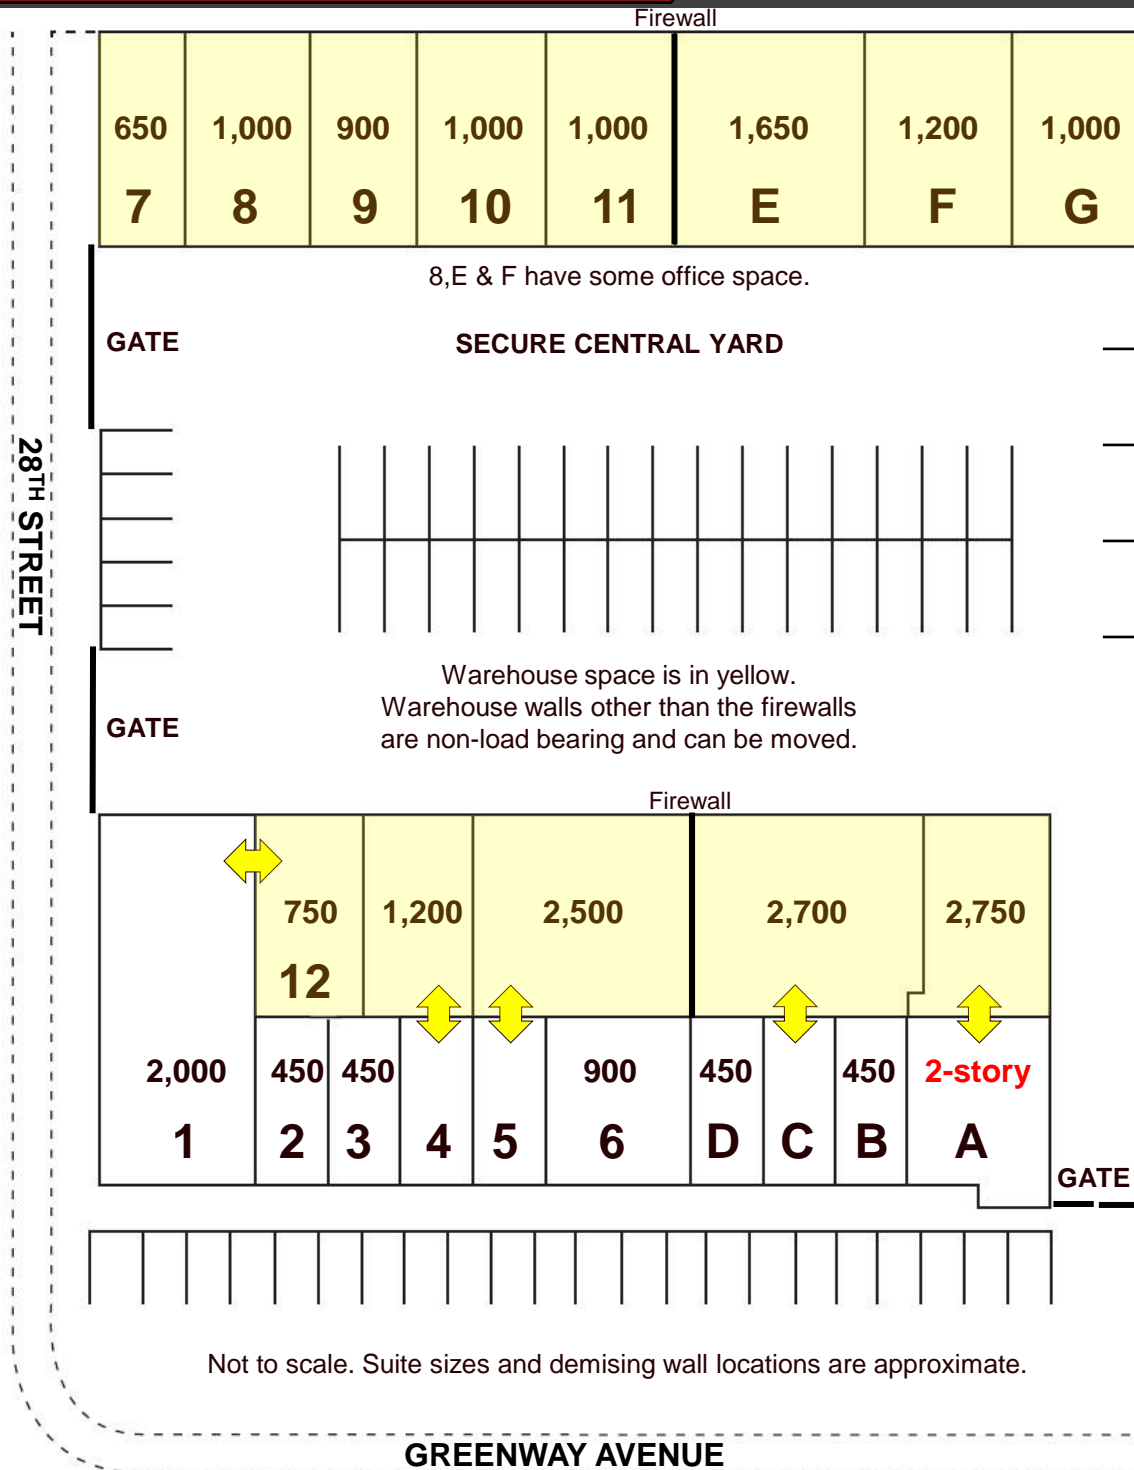 Firewall
650 1,000 900 1,000 1,000 1,650 1,200 1,000
7 8 9 10 11 E F G
8,E & F have some office space.
GATE SECURE CENTRAL YARD
28TH STREET
Warehouse space is in yellow.
Warehouse walls other than the firewalls
are non-load bearing and can be moved.
GATE
Firewall
750 1,200 2,500 2,700 2,750
12
2,000 450 450 900 450 450 2-story
1 2 3 4 5 6 D C B A
GATE
Not to scale. Suite sizes and demising wall locations are approximate.
GREENWAY AVENUE